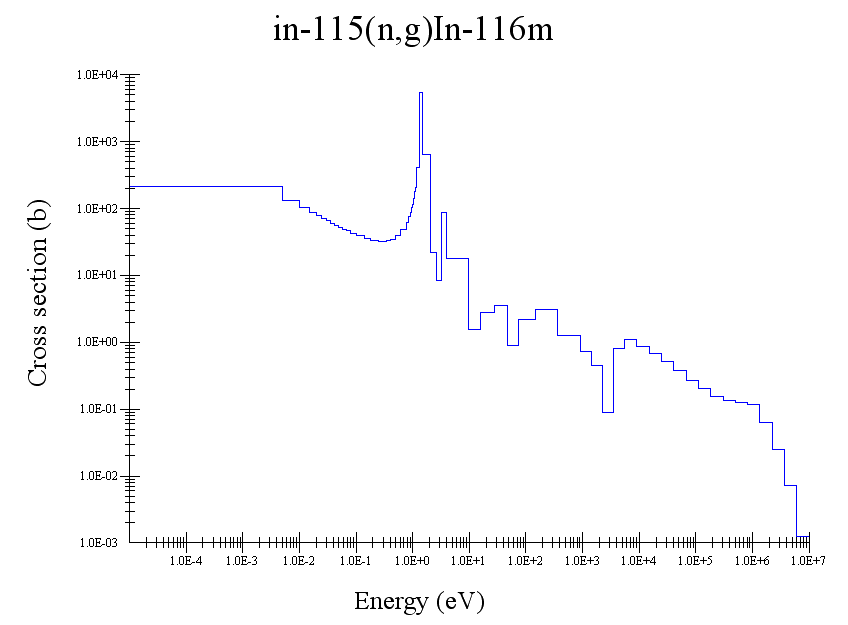 in-115(n,g)In-116m
1.0E+04
1.0E+03
1.0E+02
1.0E+01
1.0E+00
1.0E-01
1.0E-02
1.0E-03
Cross section (b)
1.0E-4 1.0E-3 1.0E-2 1.0E-1 1.0E+0 1.0E+1 1.0E+2 1.0E+3 1.0E+4 1.0E+5 1.0E+6 1.0E+7
Energy (eV)